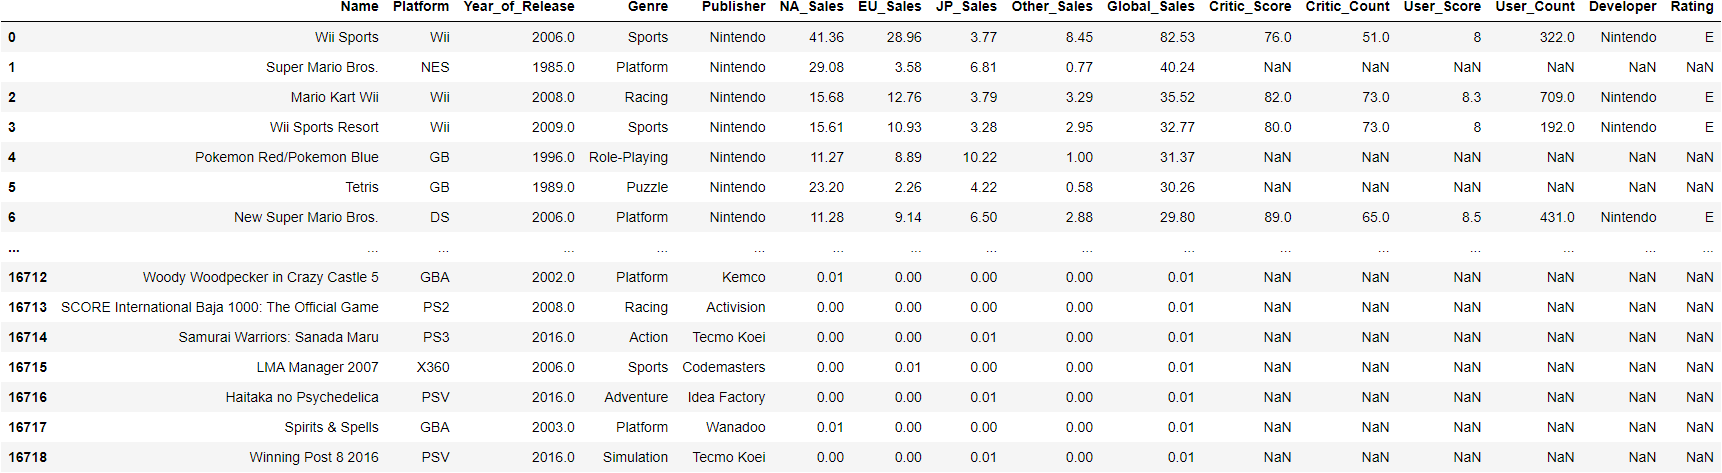 Name Platform Year_of_Release Genre Publisher NA_Sales EU_Sales JP_Sales Other_Sales Global_Sales Critic_Score Critic_Count User_Score User_Count Developer Rating
0 Wii Sports Wii 2006.0 Sports Nintendo 41.36 28.96 3.77 8.45 82.53 76.0 51.0 8 322.0 Nintendo E
1 Super Mario Bros. NES 1985.0 Platform Nintendo 29.08 3.58 6.81 0.77 40.24 NaN NaN NaN NaN NaN NaN
2 Mario Kart Wii Wii 2008.0 Racing Nintendo 15.68 12.76 3.79 3.29 35.52 82.0 73.0 8.3 709.0 Nintendo E
3 Wii Sports Resort Wii 2009.0 Sports Nintendo 15.61 10.93 3.28 2.95 32.77 80.0 73.0 8 192.0 Nintendo E
4 Pokemon Red/Pokemon Blue GB 1996.0 Role-Playing Nintendo 11.27 8.89 10.22 1.00 31.37 NaN NaN NaN NaN NaN NaN
5 Tetris GB 1989.0 Puzzle Nintendo 23.20 2.26 4.22 0.58 30.26 NaN NaN NaN NaN NaN NaN
6 New Super Mario Bros. DS 2006.0 Platform Nintendo 11.28 9.14 6.50 2.88 29.80 89.0 65.0 8.5 431.0 Nintendo E
... ... ... ... ... ... ... ... ... ... ... ... ... ... ... ... ...
16712 Woody Woodpecker in Crazy Castle 5 GBA 2002.0 Platform Kemco 0.01 0.00 0.00 0.00 0.01 NaN NaN NaN NaN NaN NaN
16713 SCORE International Baja 1000: The Official Game PS2 2008.0 Racing Activision 0.00 0.00 0.00 0.00 0.01 NaN NaN NaN NaN NaN NaN
16714 Samurai Warriors: Sanada Maru PS3 2016.0 Action Tecmo Koei 0.00 0.00 0.01 0.00 0.01 NaN NaN NaN NaN NaN NaN
16715 LMA Manager 2007 X360 2006.0 Sports Codemasters 0.00 0.01 0.00 0.00 0.01 NaN NaN NaN NaN NaN NaN
16716 Haitaka no Psychedelica PSV 2016.0 Adventure Idea Factory 0.00 0.00 0.01 0.00 0.01 NaN NaN NaN NaN NaN NaN
16717 Spirits & Spells GBA 2003.0 Platform Wanadoo 0.01 0.00 0.00 0.00 0.01 NaN NaN NaN NaN NaN NaN
16718 Winning Post 8 2016 PSV 2016.0 Simulation Tecmo Koei 0.00 0.00 0.01 0.00 0.01 NaN NaN NaN NaN NaN NaN